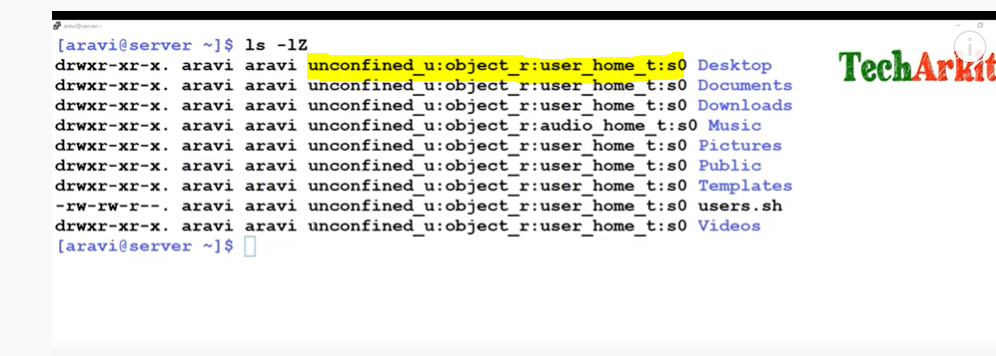 aravi@server:~
[aravi@server ~]$ ls -lZ
drwxr-xr-x. aravi aravi unconfined_u:object_r:user_home_t:s0 Desktop
drwxr-xr-x. aravi aravi unconfined_u:object_r:user_home_t:s0 Documents
drwxr-xr-x. aravi aravi unconfined_u:object_r:user_home_t:s0 Downloads
drwxr-xr-x. aravi aravi unconfined_u:object_r:audio_home_t:s0 Music
drwxr-xr-x. aravi aravi unconfined_u:object_r:user_home_t:s0 Pictures
drwxr-xr-x. aravi aravi unconfined_u:object_r:user_home_t:s0 Public
drwxr-xr-x. aravi aravi unconfined_u:object_r:user_home_t:s0 Templates
-rw-rw-r--. aravi aravi unconfined_u:object_r:user_home_t:s0 users.sh
drwxr-xr-x. aravi aravi unconfined_u:object_r:user_home_t:s0 Videos
[aravi@server ~]$
TechArkit